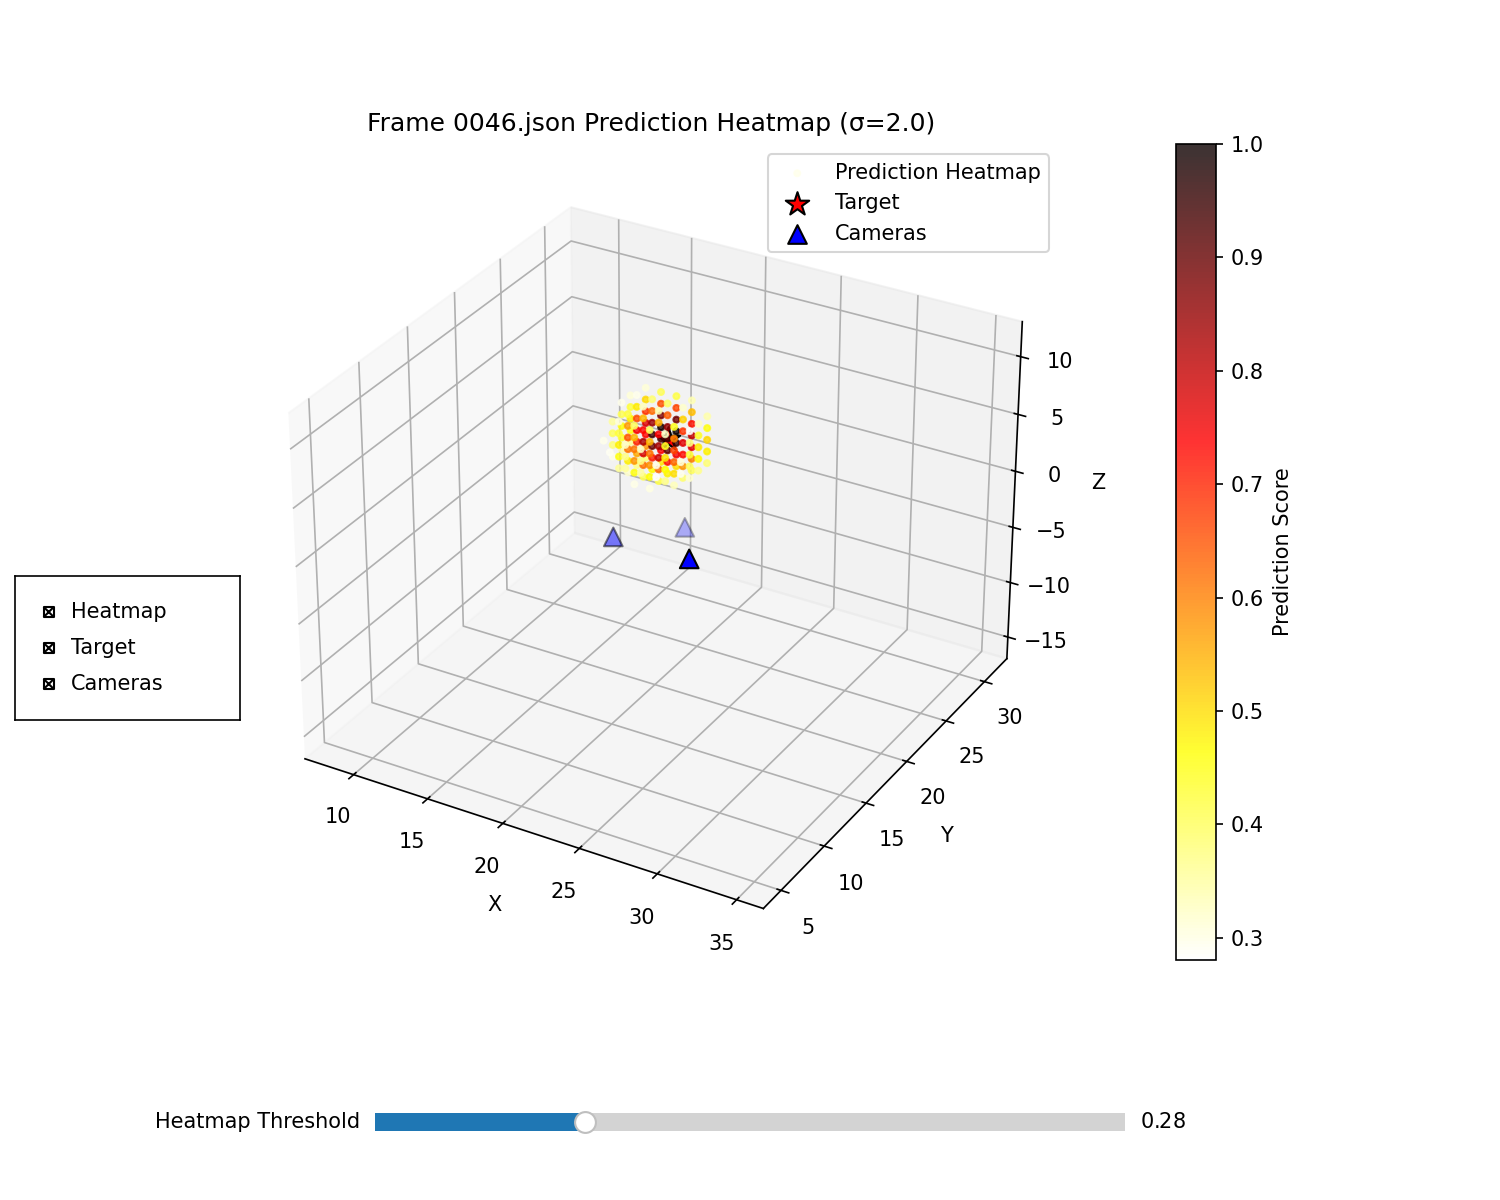 Frame 0046.json Prediction Heatmap (σ=2.0)
Prediction Heatmap
Target
Cameras
1.0
0.9
0.8
0.7
0.6
0.5
0.4
0.3
Prediction Score
10
5
0
−5
−10
−15
Z
Heatmap
Target
Cameras
10
15
20
25
30
35
X
5
10
15
20
25
30
Y
Heatmap Threshold
0.28